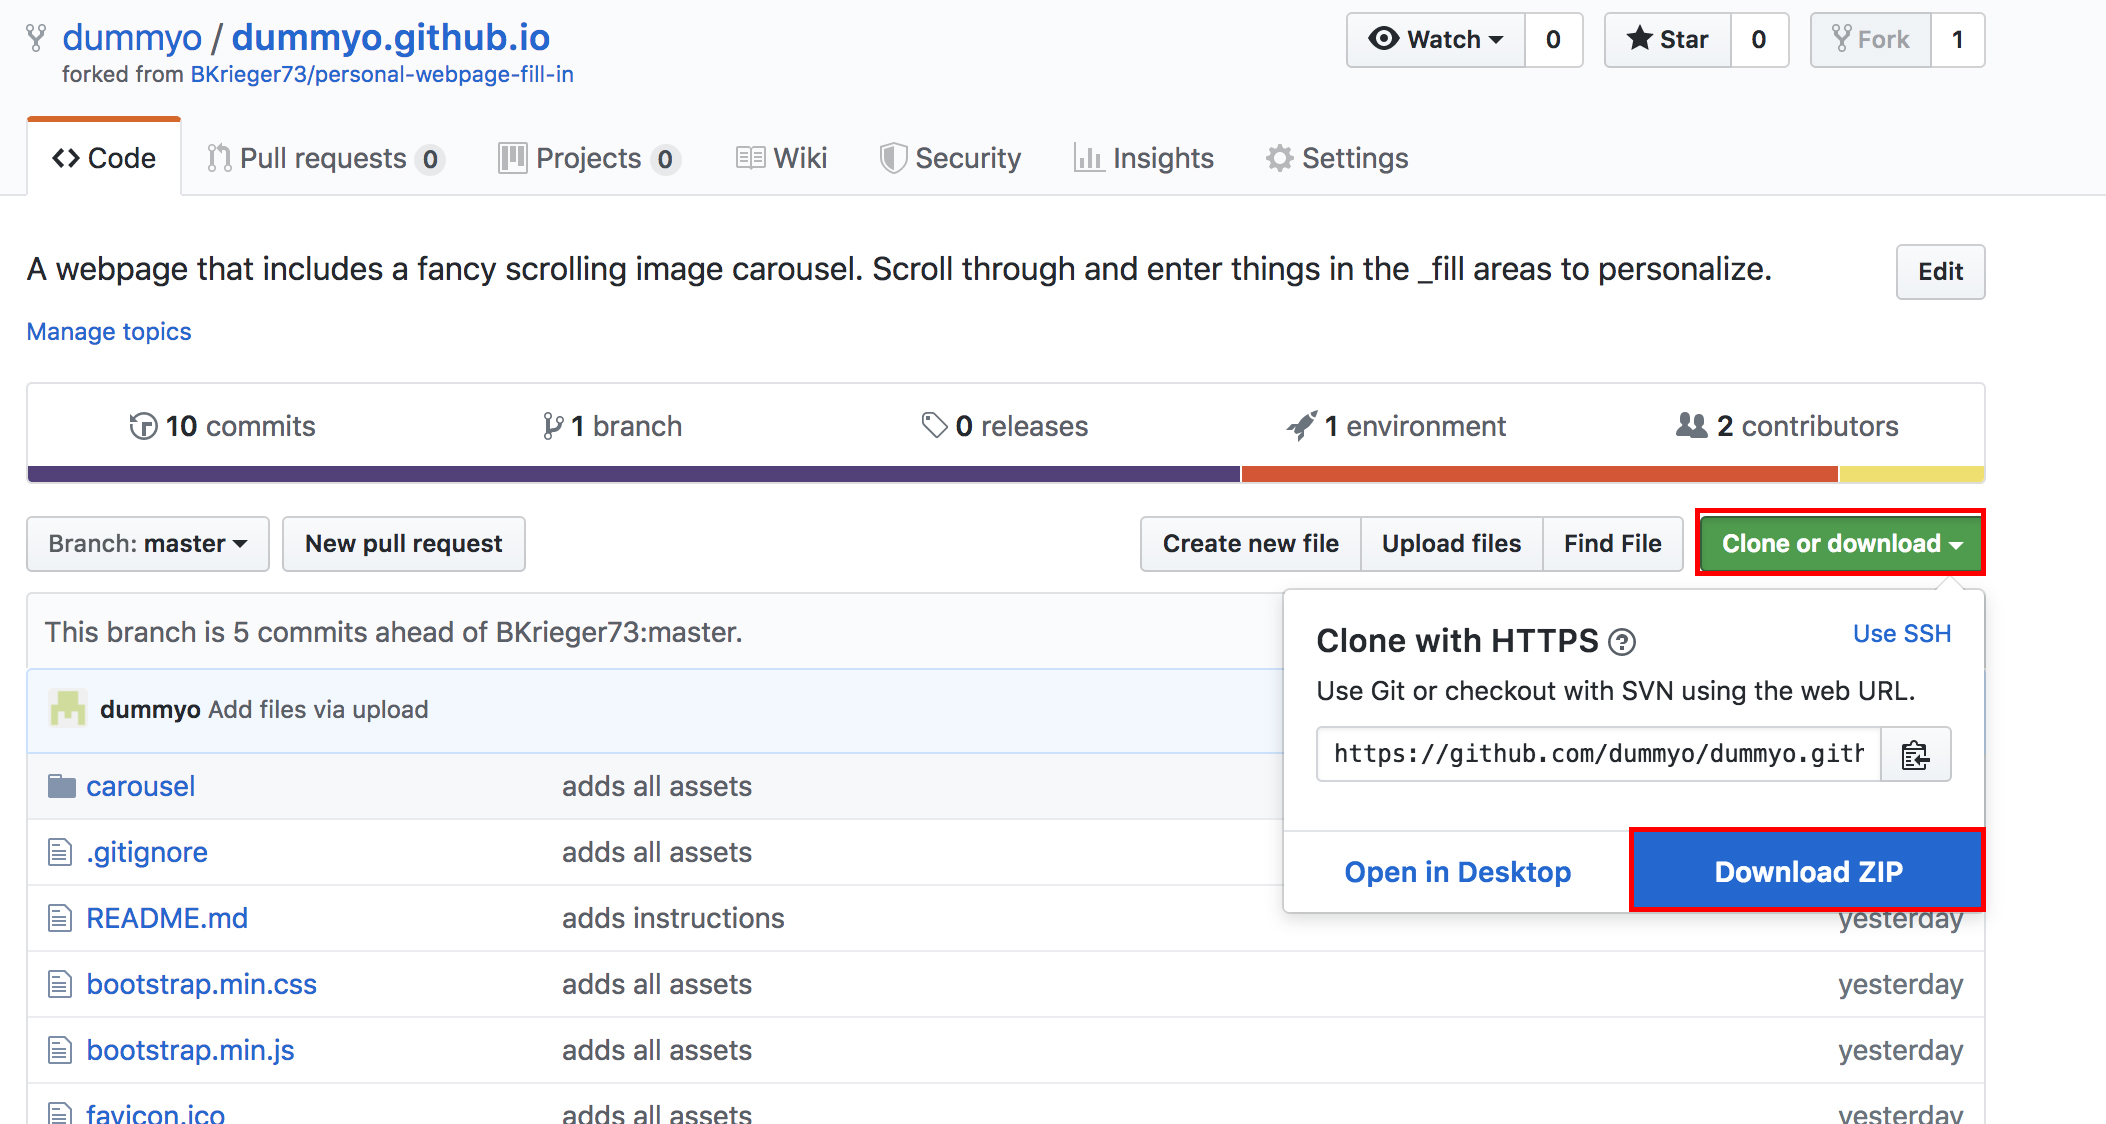 dummyo / dummyo.github.io
Watch 0 Star 0 Fork 1
forked from BKrieger73/personal-webpage-fill-in
Code Pull requests 0 Projects 0 Wiki Security Insights Settings
A webpage that includes a fancy scrolling image carousel. Scroll through and enter things in the _fill areas to personalize.
Edit
Manage topics
10 commits 1 branch 0 releases 1 environment 2 contributors
Branch: master New pull request Create new file Upload files Find File Clone or download
This branch is 5 commits ahead of BKrieger73:master.
Clone with HTTPS ? Use SSH
Use Git or checkout with SVN using the web URL.
https://github.com/dummyo/dummyo.gith
Open in Desktop Download ZIP
dummyo Add files via upload
carousel adds all assets
.gitignore adds all assets
README.md adds instructions yesterday
bootstrap.min.css adds all assets yesterday
bootstrap.min.js adds all assets yesterday
favicon.ico adds all assets yesterday